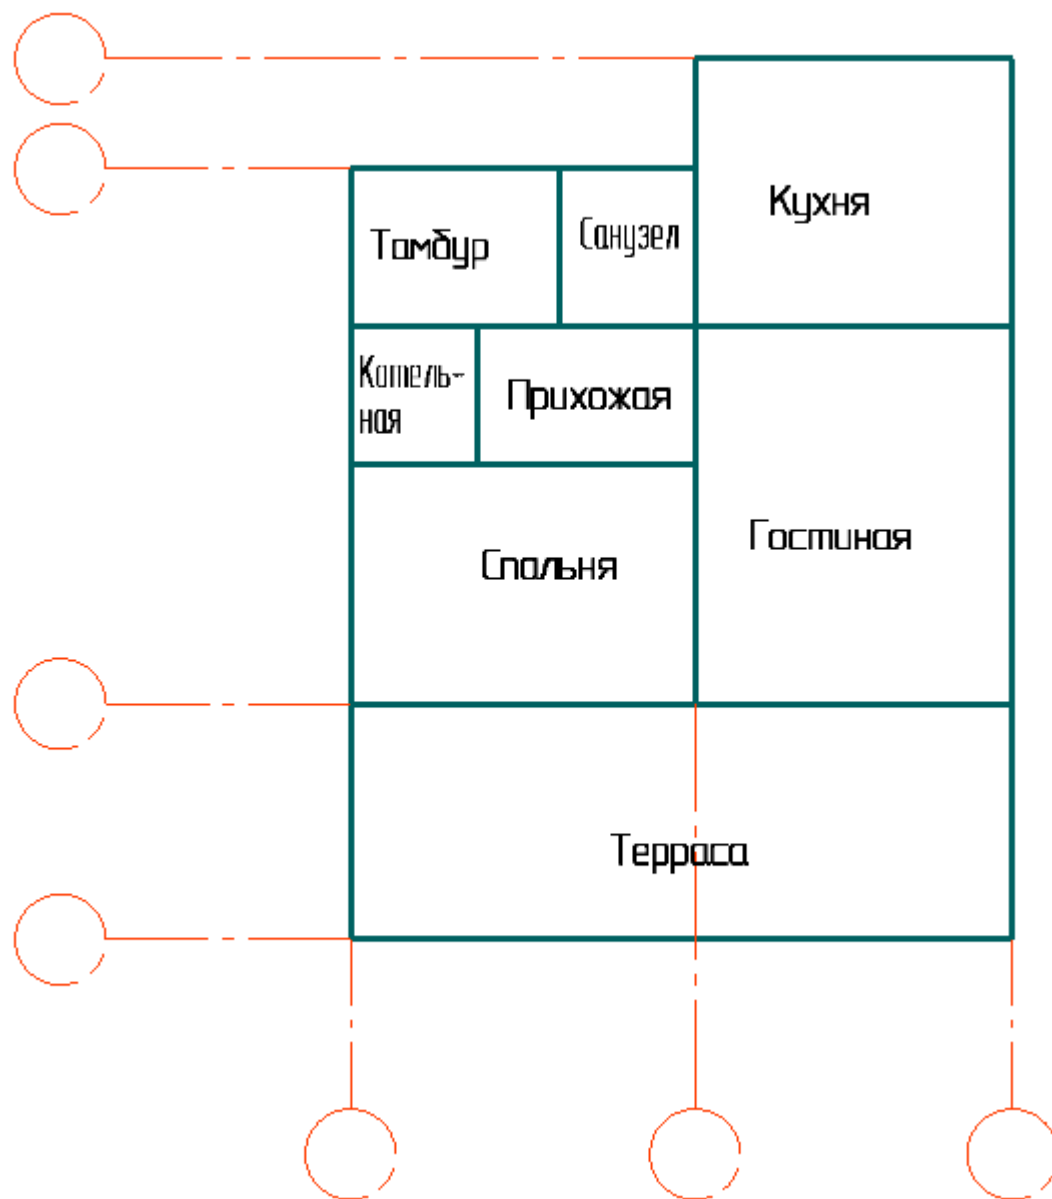 Кухня
Тамбур
Санузел
Котель-
ная
Прихожая
Гостиная
Спальня
Терраса